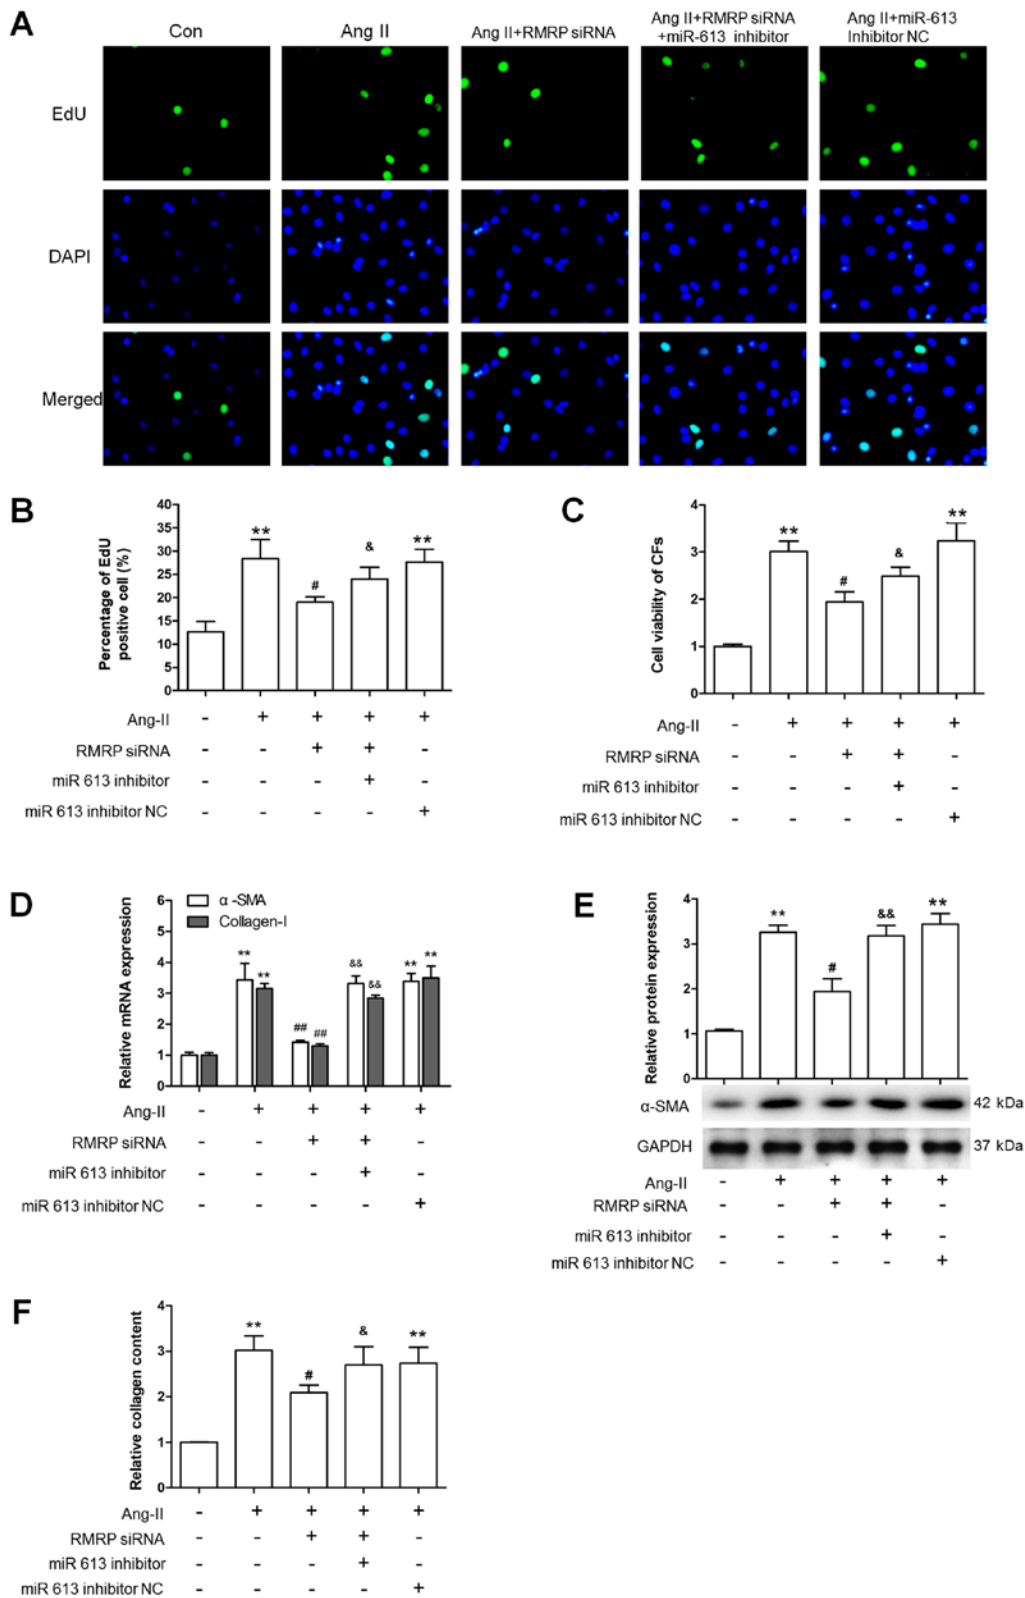 A
Con
Ang II
Ang II+RMRP siRNA
Ang II+RMRP siRNA
+miR-613 inhibitor
Ang II+miR-613
Inhibitor NC
EdU
DAPI
Merged
B
Percentage of EdU
positive cell (%)
40
35
30
25
20
15
10
5
0
** # & **
Ang-II - + + + +
RMRP siRNA - - + + -
miR 613 inhibitor - - - + -
miR 613 inhibitor NC - - - - +
C
Cell viability of CFs
4
3
2
1
0
** # & **
Ang-II - + + + +
RMRP siRNA - - + + -
miR 613 inhibitor - - - + -
miR 613 inhibitor NC - - - - +
D
Relative mRNA expression
6
5
4
3
2
1
0
α -SMA
Collagen-I
** ** ## ## && && ** **
Ang-II - + + + +
RMRP siRNA - - + + -
miR 613 inhibitor - - - + -
miR 613 inhibitor NC - - - - +
E
Relative protein expression
4
3
2
1
0
** # && **
α-SMA 42 kDa
GAPDH 37 kDa
Ang-II - + + + +
RMRP siRNA - - + + -
miR 613 inhibitor - - - + -
miR 613 inhibitor NC - - - - +
F
Relative collagen content
4
3
2
1
0
** # & **
Ang-II - + + + +
RMRP siRNA - - + + -
miR 613 inhibitor - - - + -
miR 613 inhibitor NC - - - - +